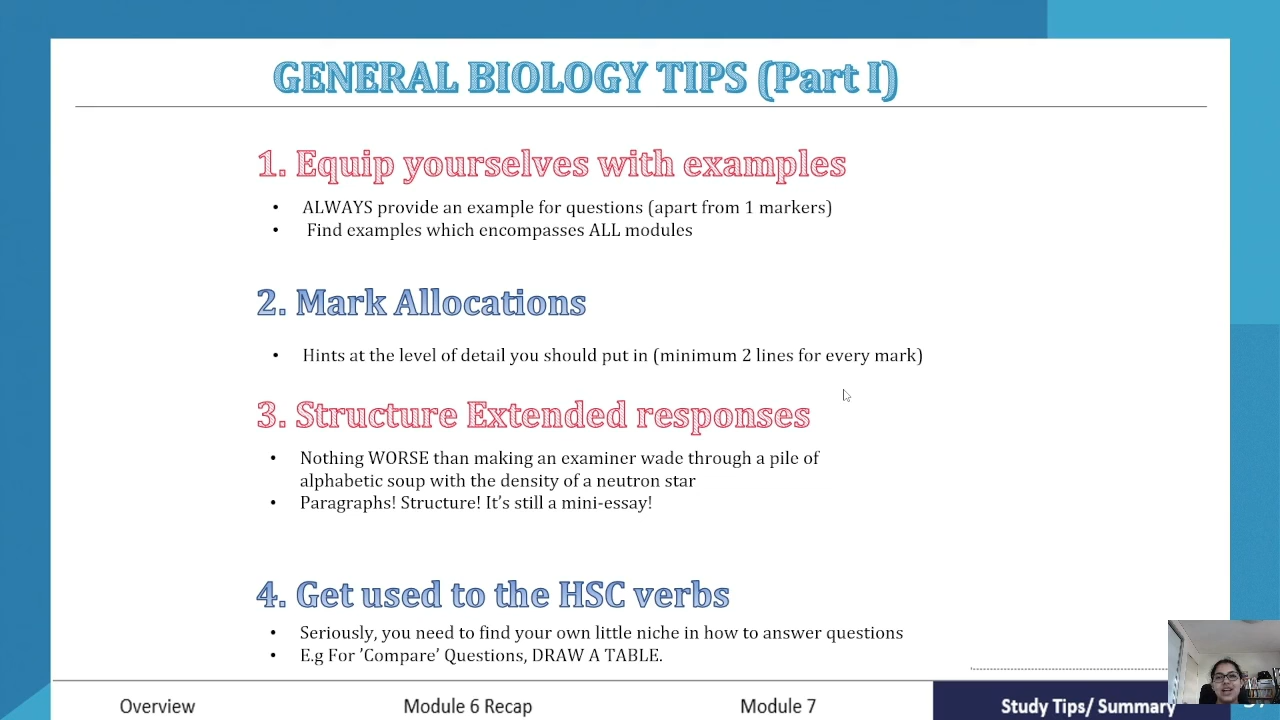 GENERAL BIOLOGY TIPS (Part I)
1. Equip yourselves with examples
• ALWAYS provide an example for questions (apart from 1 markers)
• Find examples which encompasses ALL modules
2. Mark Allocations
• Hints at the level of detail you should put in (minimum 2 lines for every mark)
3. Structure Extended responses
• Nothing WORSE than making an examiner wade through a pile of
alphabetic soup with the density of a neutron star
• Paragraphs! Structure! It's still a mini-essay!
4. Get used to the HSC verbs
• Seriously, you need to find your own little niche in how to answer questions
• E.g For 'Compare' Questions, DRAW A TABLE.
Overview
Module 6 Recap
Module 7
Study Tips/ Summary